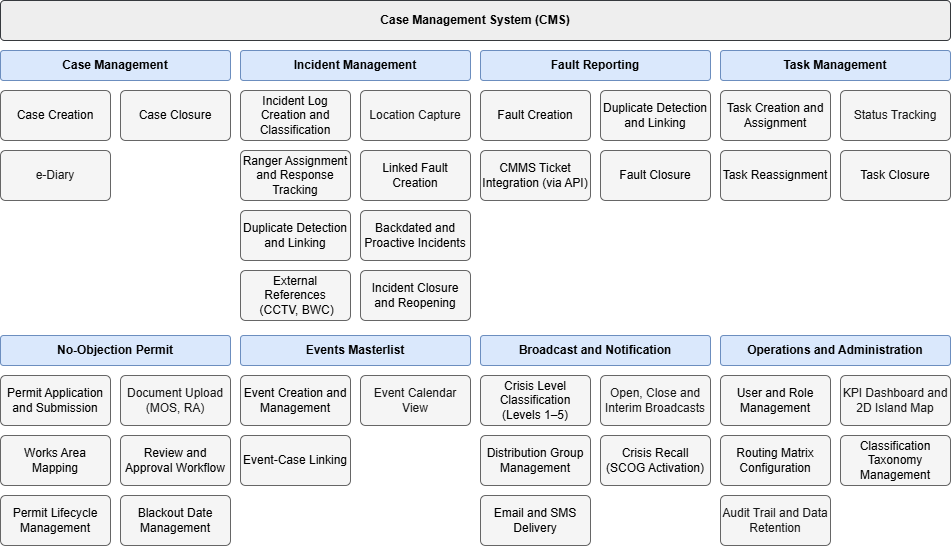 Case Management System (CMS)
Case Management
Incident Management
Fault Reporting
Task Management
Case Creation
Case Closure
Incident Log
Creation and
Classification
Location Capture
Fault Creation
Duplicate Detection
and Linking
Task Creation and
Assignment
Status Tracking
e-Diary
Ranger Assignment
and Response
Tracking
Linked Fault
Creation
CMMS Ticket
Integration (via API)
Fault Closure
Task Reassignment
Task Closure
Duplicate Detection
and Linking
Backdated and
Proactive Incidents
External
References
(CCTV, BWC)
Incident Closure
and Reopening
No-Objection Permit
Events Masterlist
Broadcast and Notification
Operations and Administration
Permit Application
and Submission
Document Upload
(MOS, RA)
Event Creation and
Management
Event Calendar
View
Crisis Level
Classification
(Levels 1–5)
Open, Close and
Interim Broadcasts
User and Role
Management
KPI Dashboard and
2D Island Map
Works Area
Mapping
Review and
Approval Workflow
Event-Case Linking
Distribution Group
Management
Crisis Recall
(SCOG Activation)
Routing Matrix
Configuration
Classification
Taxonomy
Management
Permit Lifecycle
Management
Blackout Date
Management
Email and SMS
Delivery
Audit Trail and Data
Retention